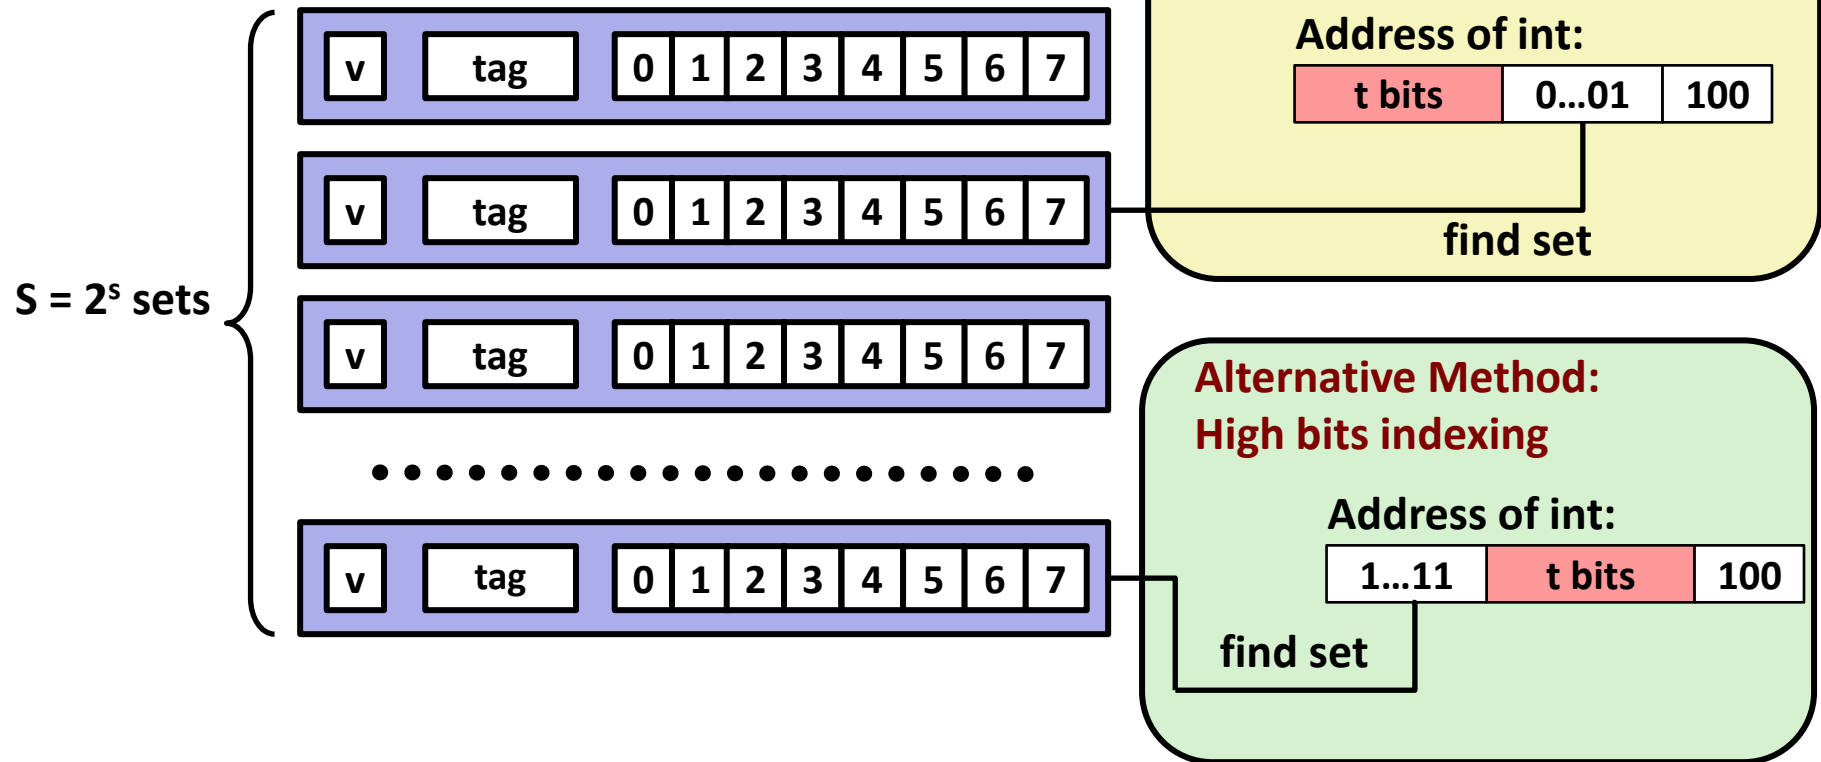 v tag 0 1 2 3 4 5 6 7
Address of int:
t bits 0...01 100
v tag 0 1 2 3 4 5 6 7
find set
S = 2ˢ sets
v tag 0 1 2 3 4 5 6 7
Alternative Method:
High bits indexing
Address of int:
v tag 0 1 2 3 4 5 6 7
1...11 t bits 100
find set